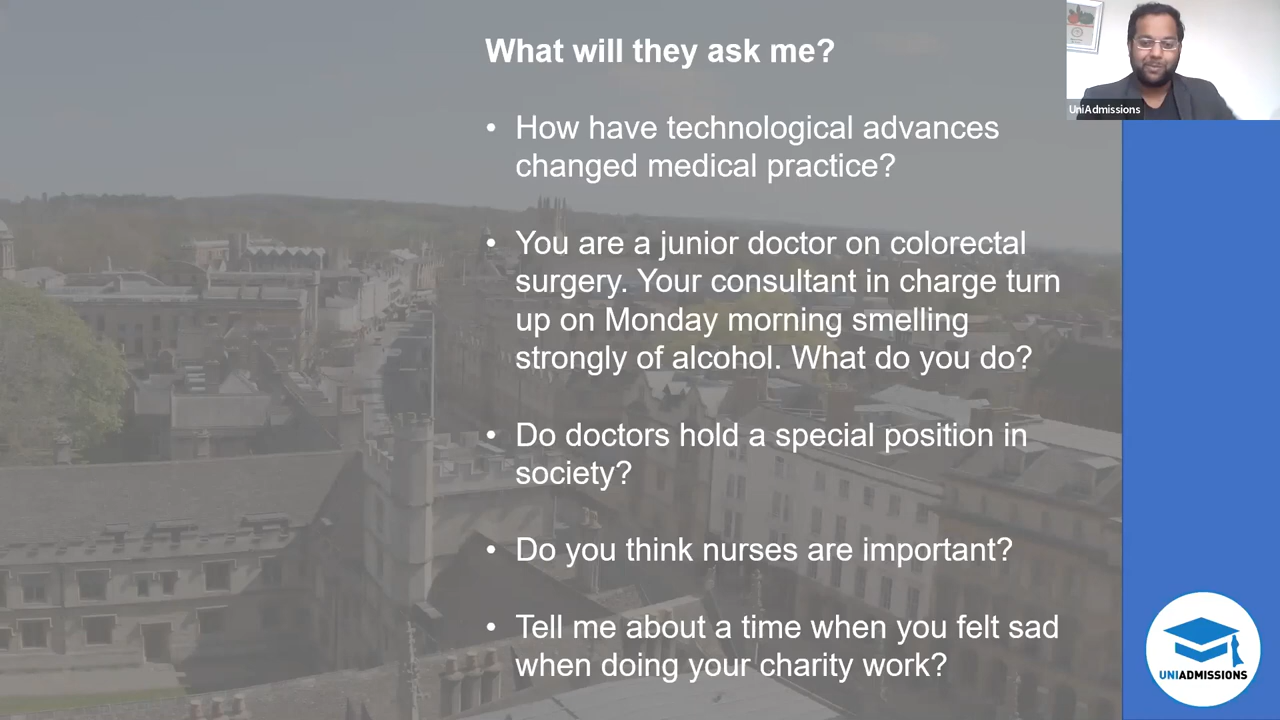 What will they ask me?
• How have technological advances
changed medical practice?
• You are a junior doctor on colorectal
surgery. Your consultant in charge turn
up on Monday morning smelling
strongly of alcohol. What do you do?
• Do doctors hold a special position in
society?
• Do you think nurses are important?
• Tell me about a time when you felt sad
when doing your charity work?
UniAdmissions
UNIADMISSIONS